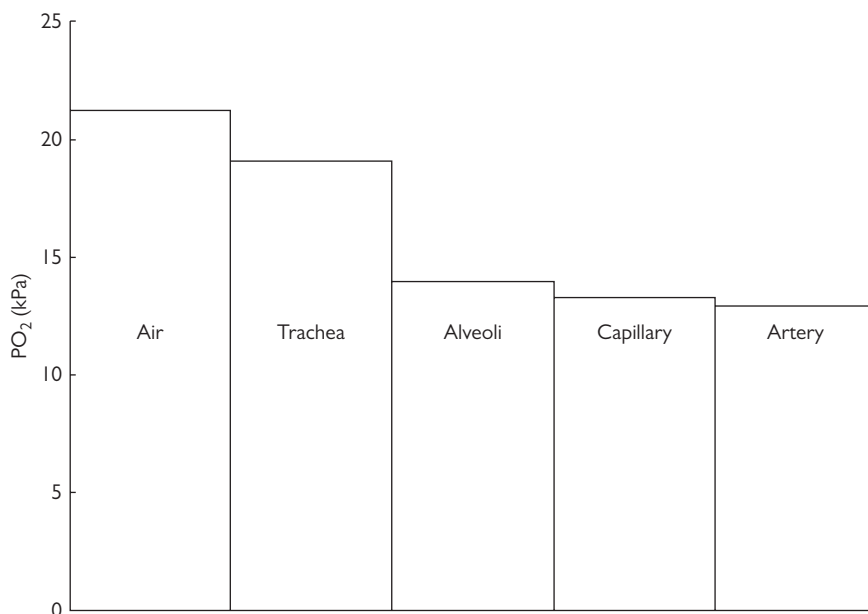 25
20
15
10
5
0
PO₂ (kPa)
Air
Trachea
Alveoli
Capillary
Artery